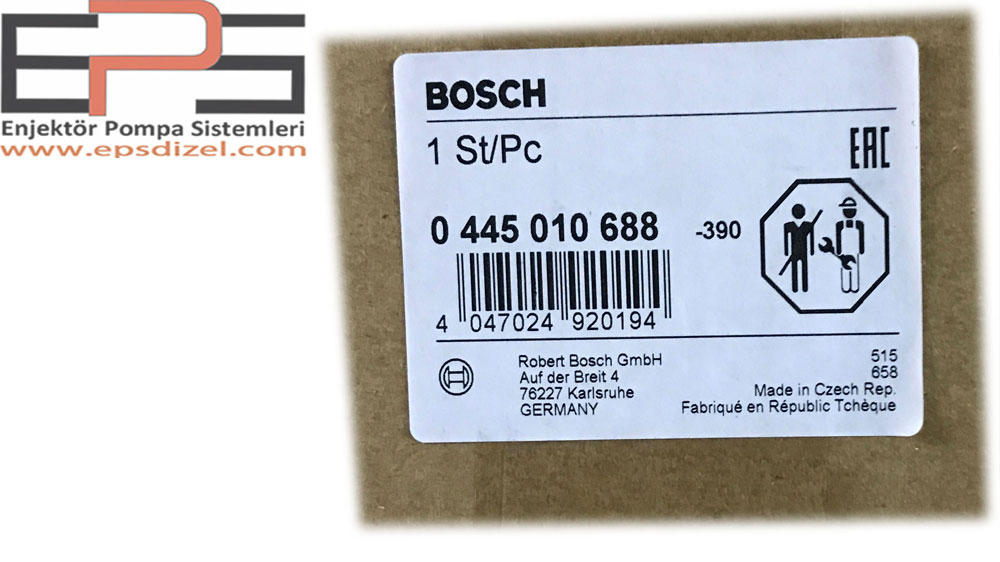 EPS
Enjektör Pompa Sistemleri
www.epsdizel.com
BOSCH
1 St/Pc
EAC
0 445 010 688 -390
4 047024 920194
Robert Bosch GmbH
Auf der Breit 4
76227 Karlsruhe
GERMANY
515
658
Made in Czech Rep.
Fabriqué en Républic Tchèque